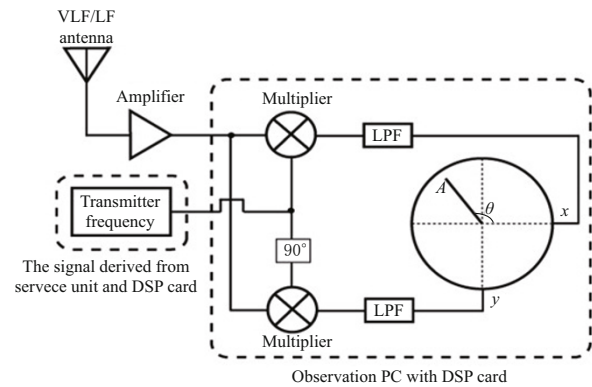 VLF/LF
antenna
Amplifier
Multiplier
LPF
Transmitter
frequency
A
θ
x
90°
The signal derived from
servece unit and DSP card
LPF
y
Multiplier
Observation PC with DSP card